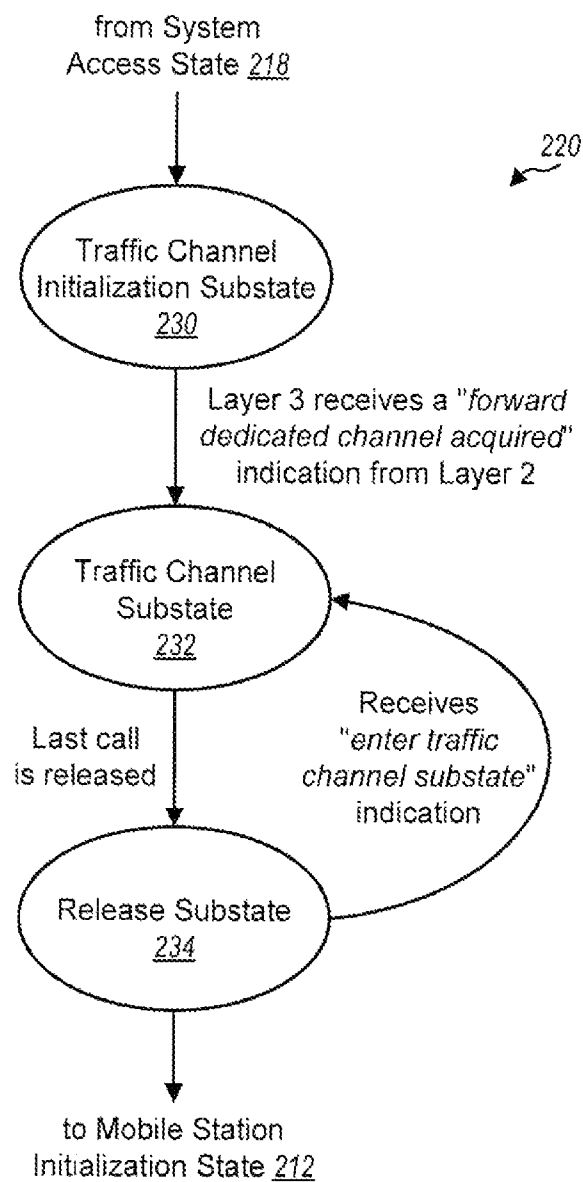 from System
Access State 218
220
Traffic Channel
Initialization Substate
230
Layer 3 receives a "forward
dedicated channel acquired"
indication from Layer 2
Traffic Channel
Substate
232
Last call
is released
Receives
"enter traffic
channel substate"
indication
Release Substate
234
to Mobile Station
Initialization State 212